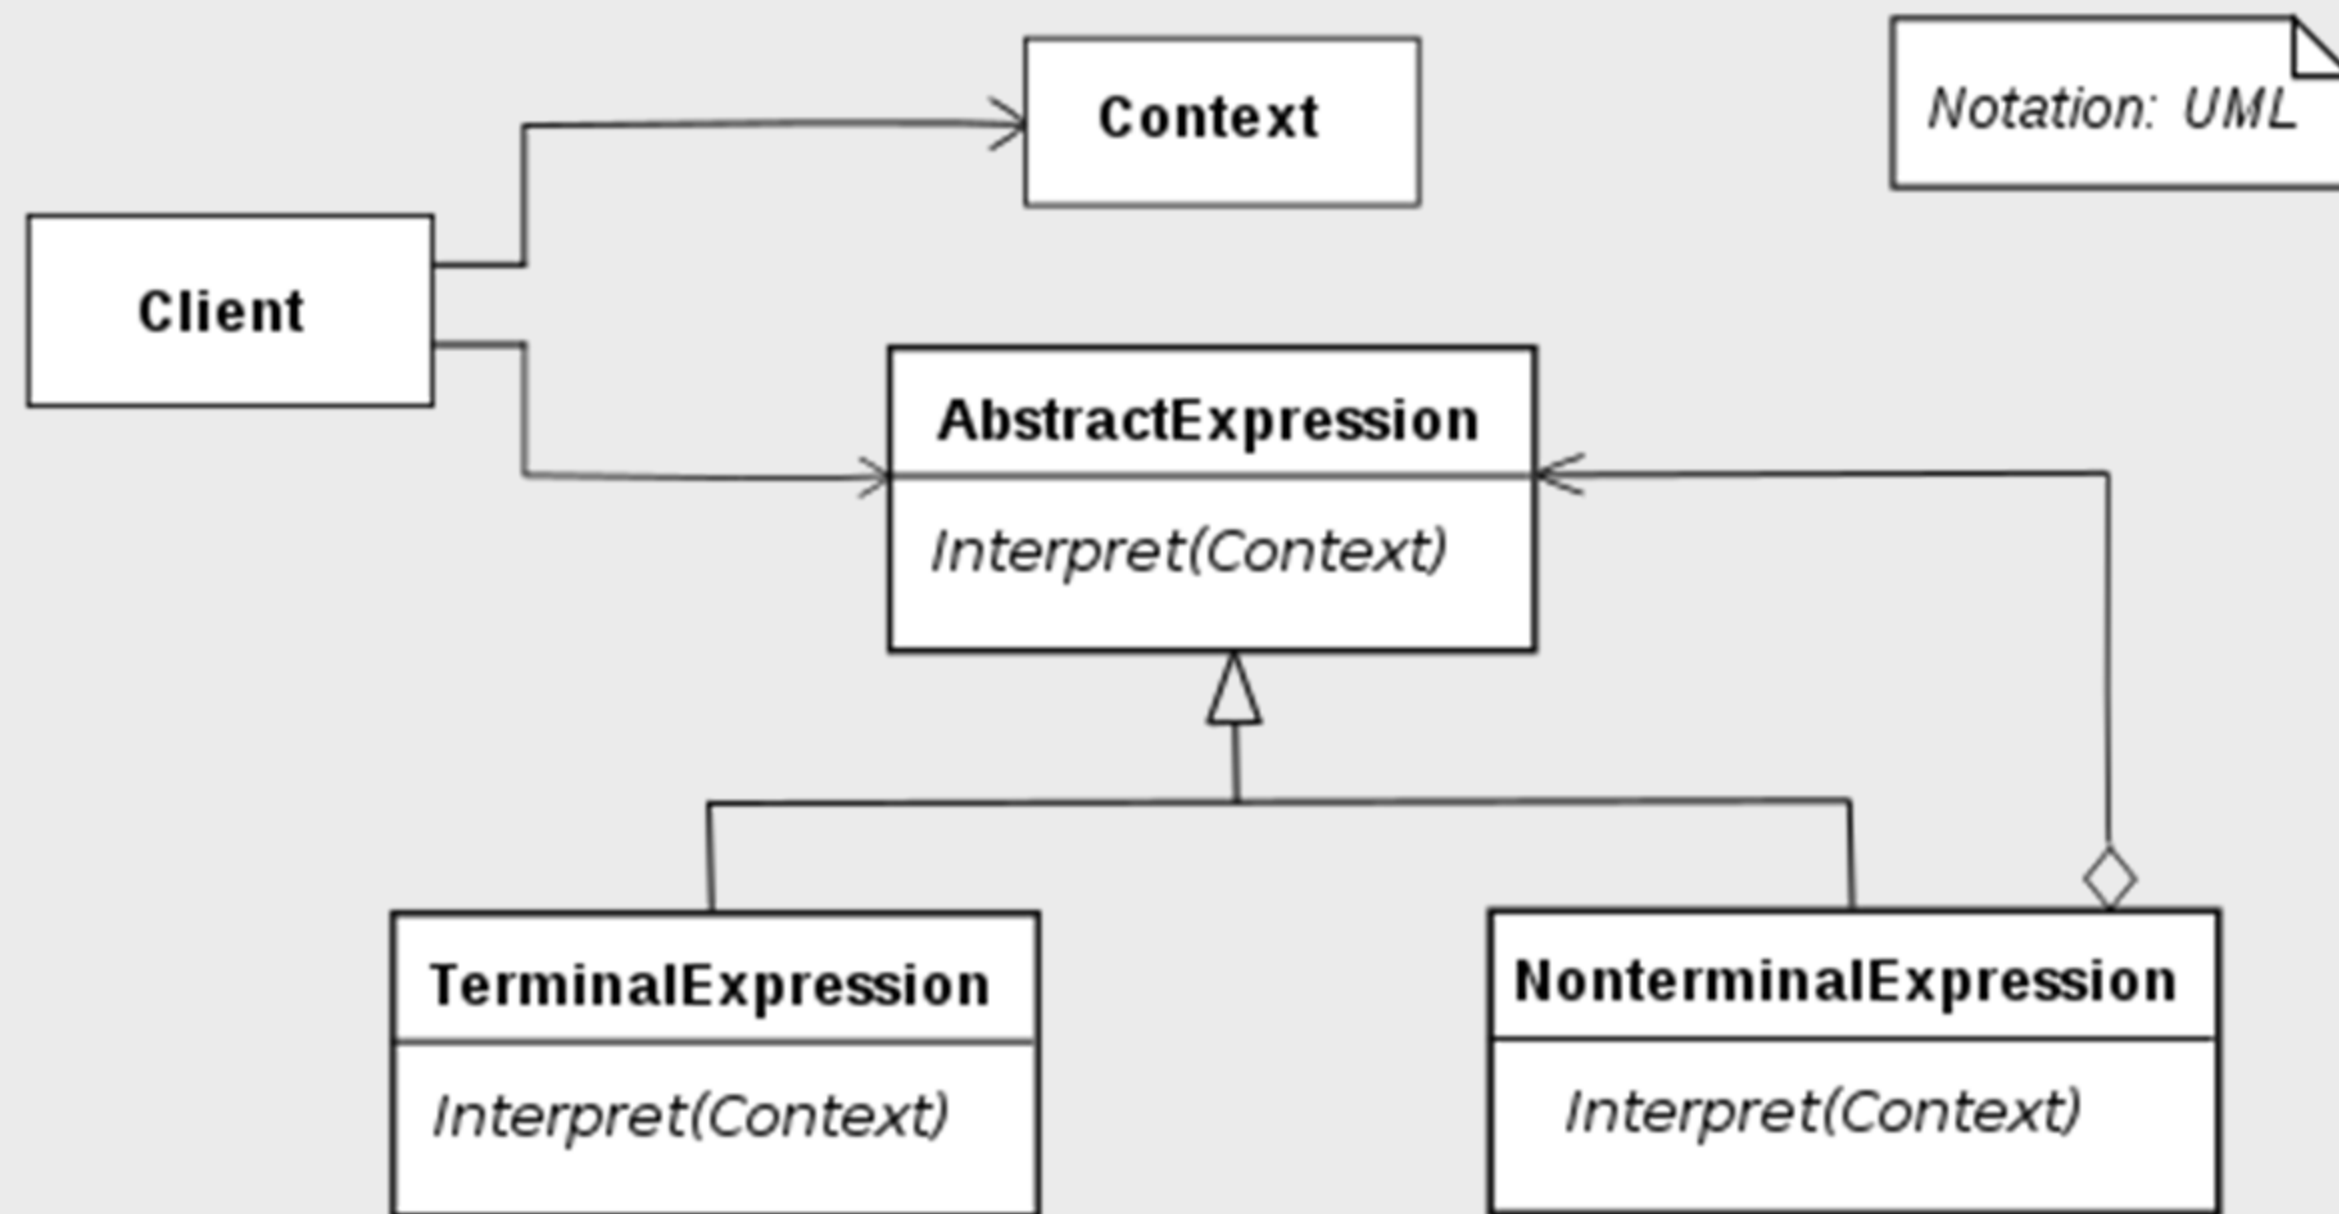 Context
Notation: UML
Client
AbstractExpression
Interpret(Context)
TerminalExpression
Interpret(Context)
NonterminalExpression
Interpret(Context)